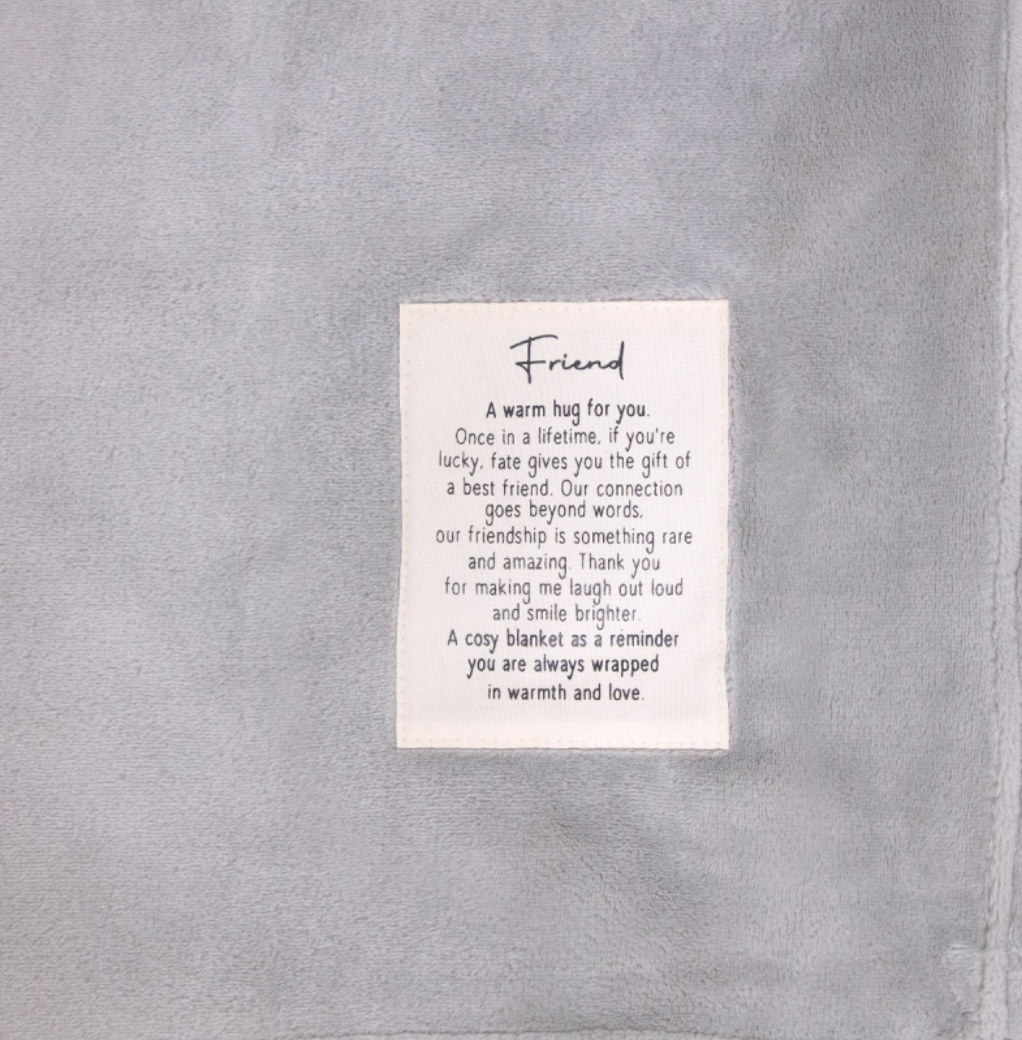 Friend
A warm hug for you.
Once in a lifetime, if you're
lucky, fate gives you the gift of
a best friend. Our connection
goes beyond words,
our friendship is something rare
and amazing. Thank you
for making me laugh out loud
and smile brighter.
A cosy blanket as a reminder
you are always wrapped
in warmth and love.